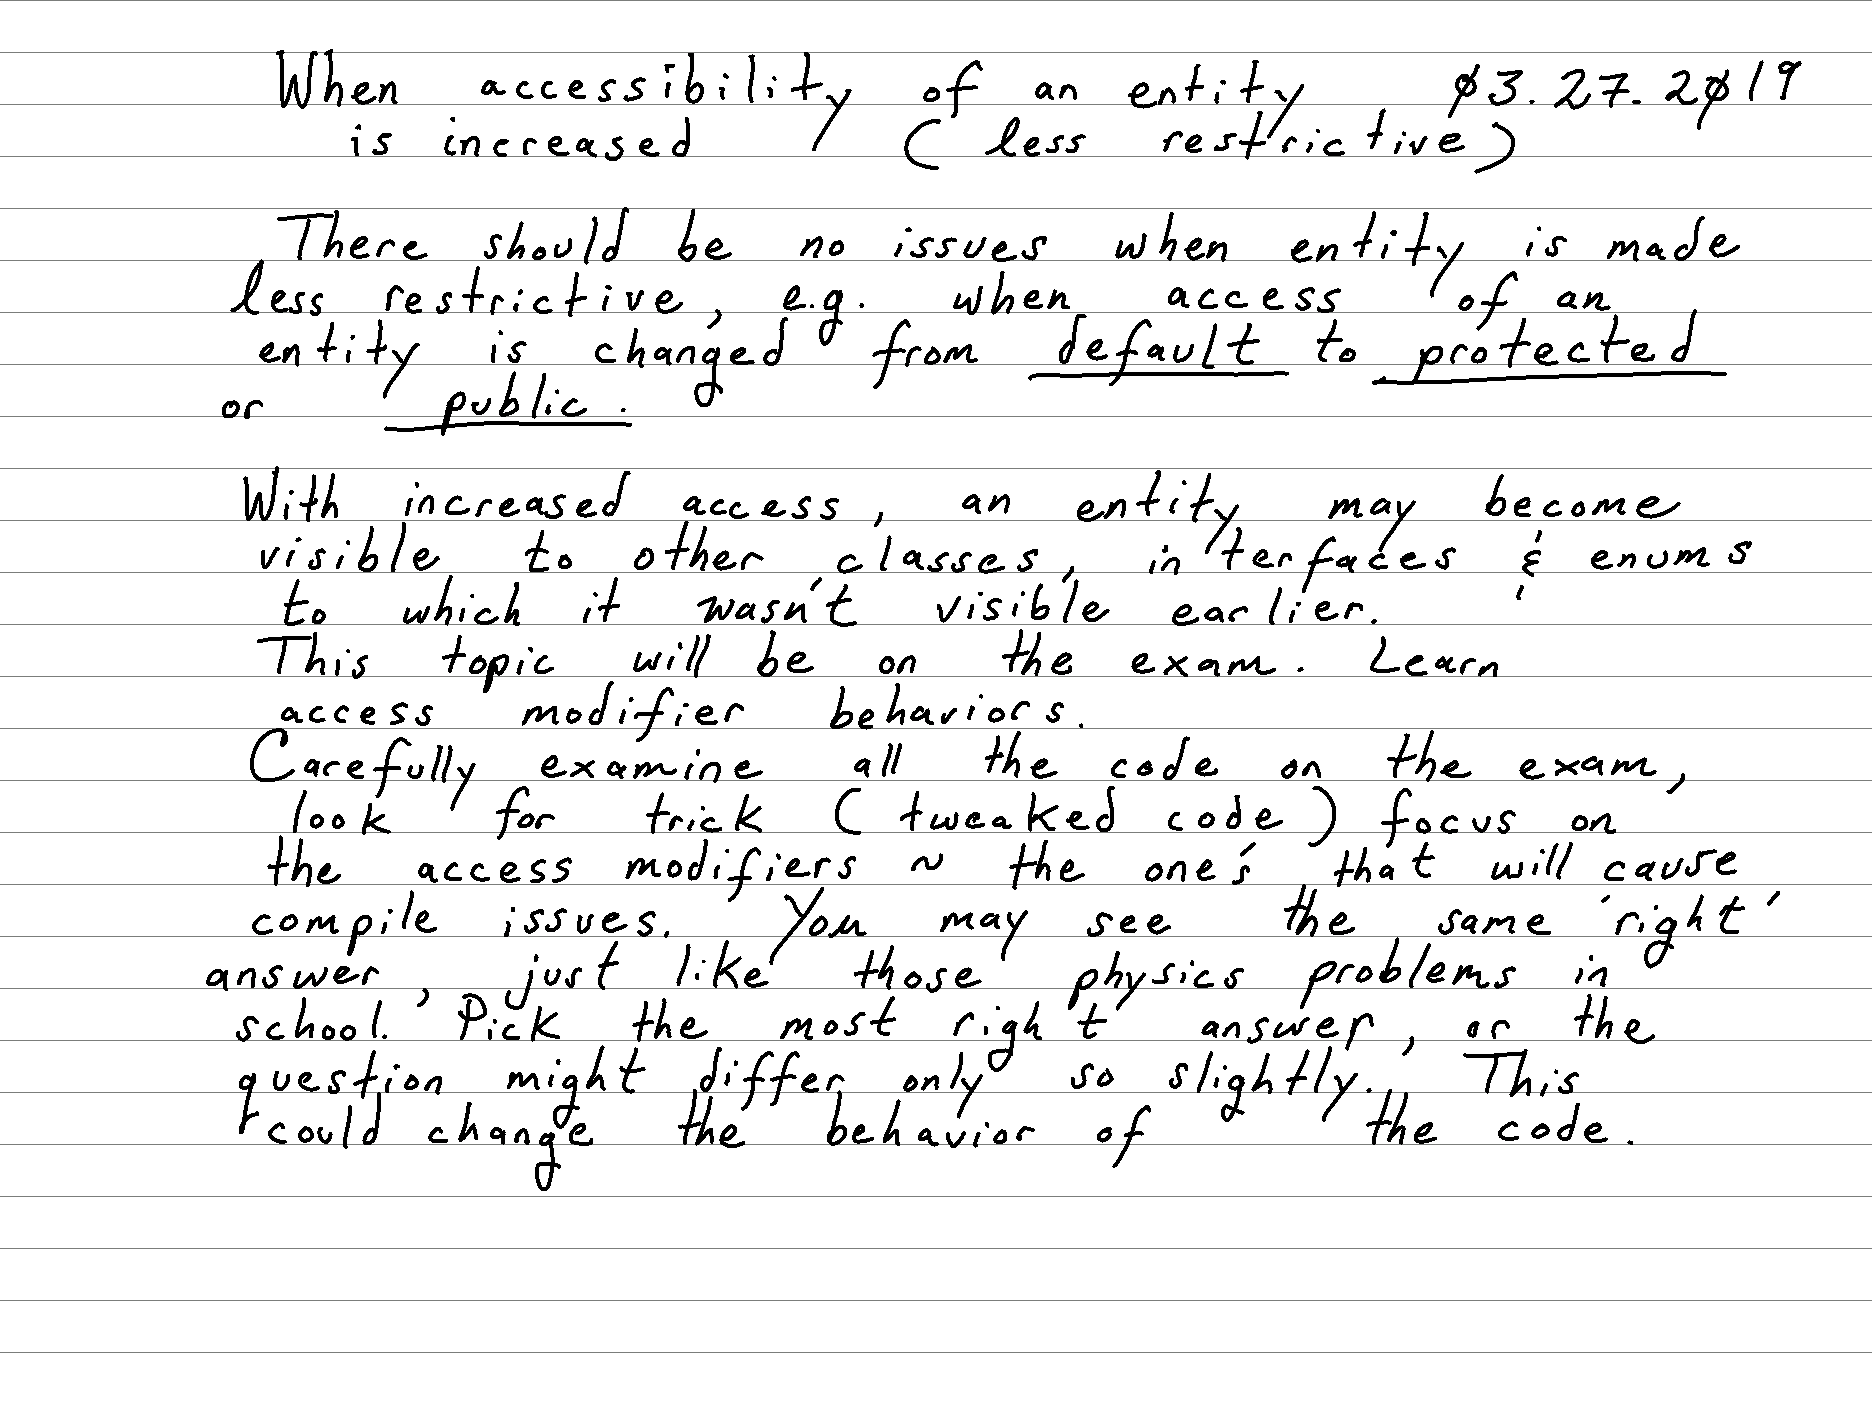 When accessibility of an entity 03.27.2019
is increased (less restrictive)
There should be no issues when entity is made
less restrictive, e.g. when access of an
entity is changed from default to protected
or public.
With increased access, an entity may become
visible to other classes, interfaces & enums
to which it wasn't visible earlier.
This topic will be on the exam. Learn
access modifier behaviors.
Carefully examine all the code on the exam,
look for trick (tweaked code) focus on
the access modifiers ~ the one's that will cause
compile issues. You may see the same 'right'
answer, just like those physics problems in
school. Pick the most right answer, or the
question might differ only so slightly. This
could change the behavior of the code.